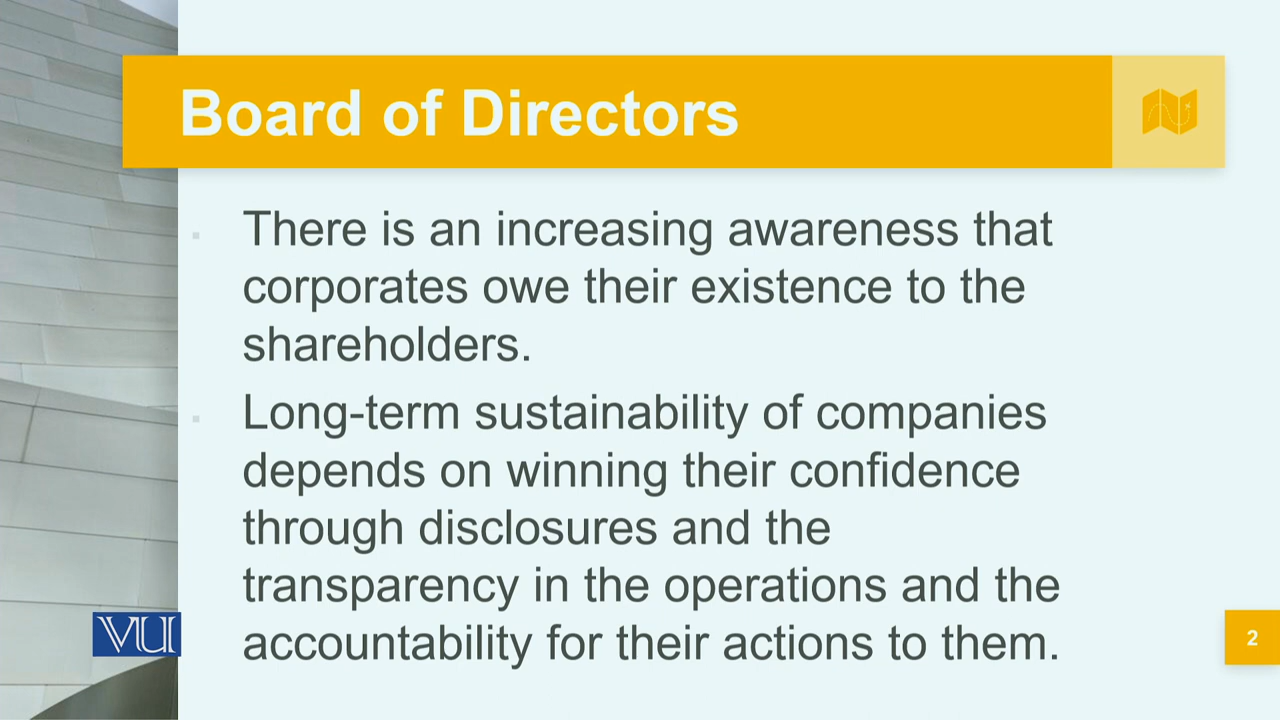 Board of Directors
There is an increasing awareness that
corporates owe their existence to the
shareholders.
Long-term sustainability of companies
depends on winning their confidence
through disclosures and the
transparency in the operations and the
accountability for their actions to them.
VU
2